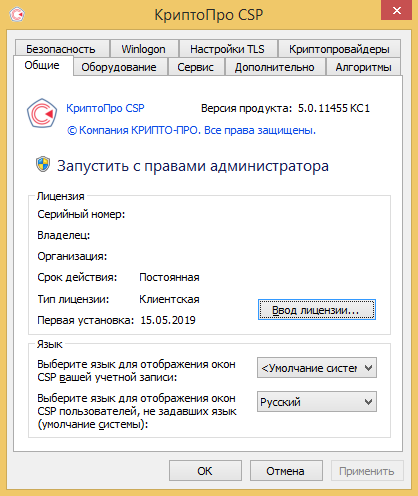 КриптоПро CSP
Безопасность Winlogon Настройки TLS Криптопровайдеры
Общие Оборудование Сервис Дополнительно Алгоритмы
КриптоПро CSP Версия продукта: 5.0.11455 КС1
© Компания КРИПТО-ПРО. Все права защищены.
Запустить с правами администратора
Лицензия
Серийный номер:
Владелец:
Организация:
Срок действия: Постоянная
Тип лицензии: Клиентская
Ввод лицензии...
Первая установка: 15.05.2019
Язык
Выберите язык для отображения окон
CSP вашей учетной записи:
<Умолчание систем
Выберите язык для отображения окон
CSP пользователей, не задавших язык
(умолчание системы):
Русский
ОК Отмена Применить